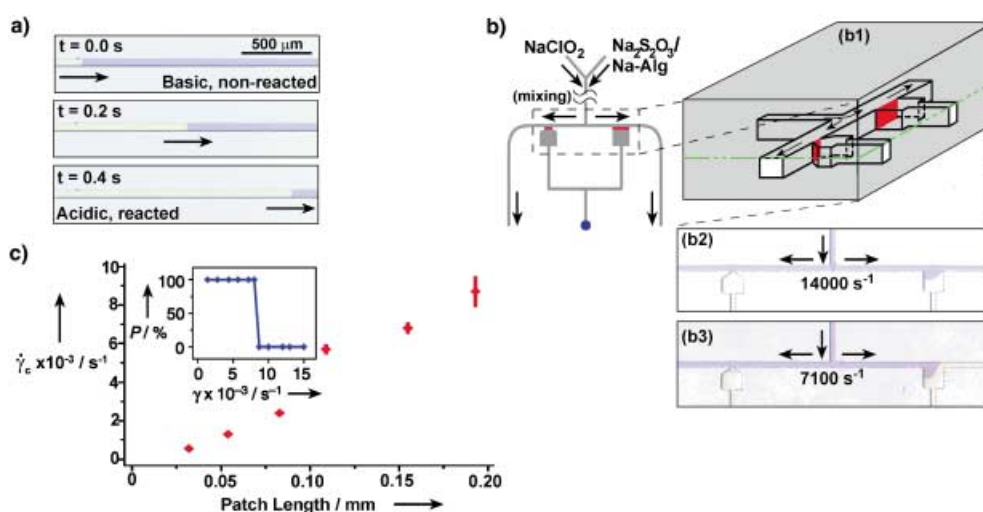 a)
t = 0.0 s
500 μm
Basic, non-reacted
t = 0.2 s
t = 0.4 s
Acidic, reacted
b)
NaClO₂
Na₂S₂O₃/
Na-Alg
(mixing)
(b1)
(b2)
14000 s⁻¹
(b3)
7100 s⁻¹
c)
10
8
6
4
2
0
γ̇c x10⁻³ / s⁻¹
100
50
0
P / %
0 5 10 15
γ x 10⁻³ / s⁻¹
0 0.05 0.10 0.15 0.20
Patch Length / mm